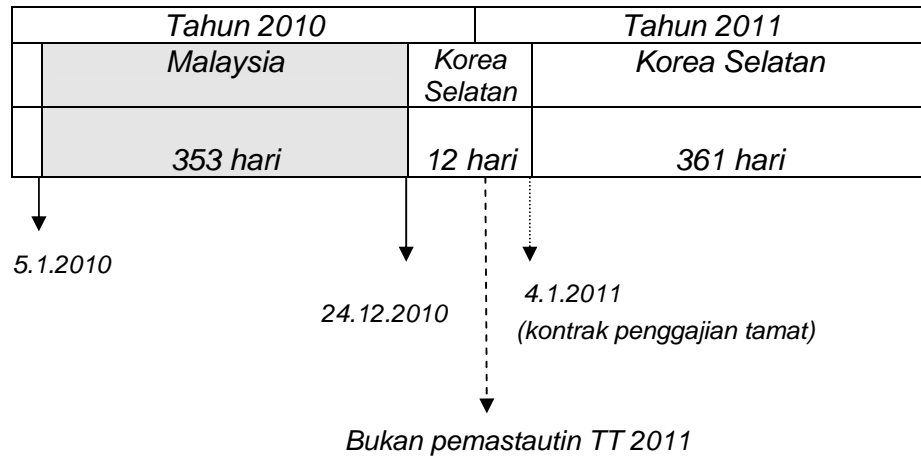 Tahun 2010 Tahun 2011
Malaysia Korea Selatan Korea Selatan
353 hari 12 hari 361 hari
5.1.2010
24.12.2010
4.1.2011
(kontrak penggajian tamat)
Bukan pemastautin TT 2011